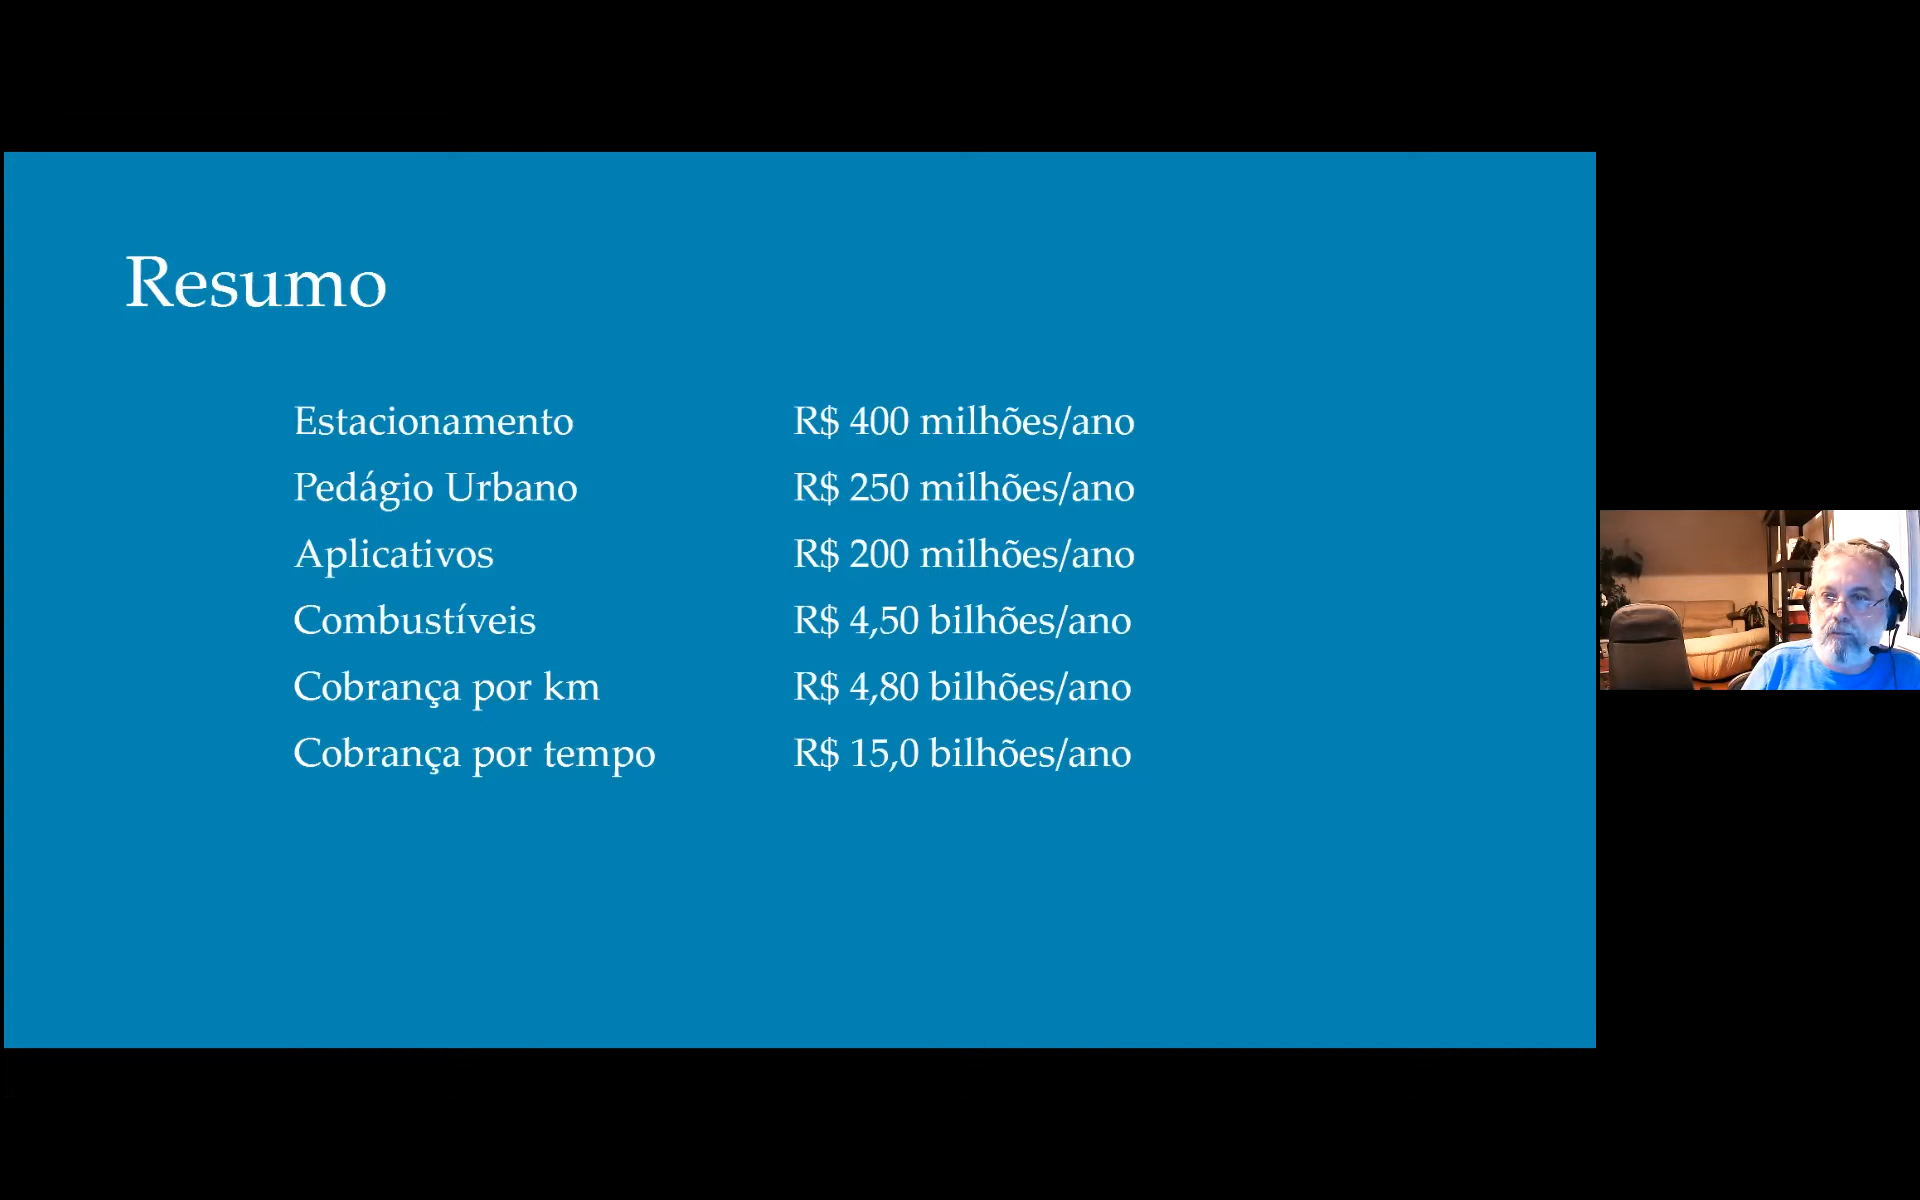 Resumo
Estacionamento R$ 400 milhões/ano
Pedágio Urbano R$ 250 milhões/ano
Aplicativos R$ 200 milhões/ano
Combustíveis R$ 4,50 bilhões/ano
Cobrança por km R$ 4,80 bilhões/ano
Cobrança por tempo R$ 15,0 bilhões/ano